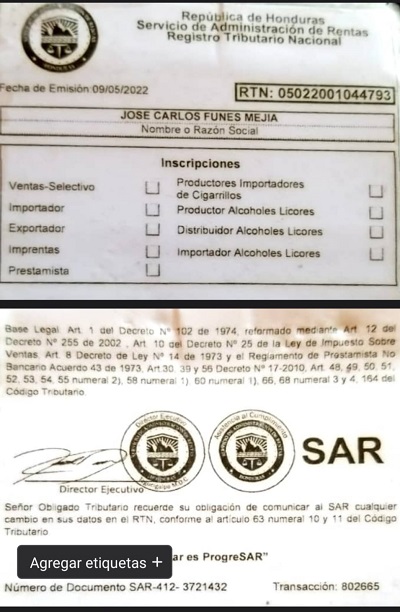 República de Honduras
Servicio de Administración de Rentas
Registro Tributario Nacional
Fecha de Emisión 09/05/2022
RTN: 05022001044793
JOSE CARLOS FUNES MEJIA
Nombre o Razón Social
Inscripciones
Ventas-Selectivo
Productores Importadores
de Cigarrillos
Importador
Productor Alcoholes Licores
Exportador
Distribuidor Alcoholes Licores
Imprentas
Importador Alcoholes Licores
Prestamista
Base Legal. Art. 1 del Decreto N° 102 de 1974, reformado mediante Art. 12 del
Decreto N° 255 de 2002 , Art. 10 del Decreto N° 25 de la Ley de Impuesto Sobre
Ventas, Art. 8 Decreto de Ley N° 14 de 1973 y el Reglamento de Prestamista No
Bancario Acuerdo 43 de 1973, Art.30, 39 y 56 Decreto N° 17-2010, Art. 48, 49, 50, 51,
52, 53, 54, 55 numeral 2), 58 numeral 1), 60 numeral 1), 66, 68 numeral 3 y 4, 164 del
Código Tributario.
Director Ejecutivo
Asistencia al Cumplimiento
SAR
Director Ejecutivo
Señor Obligado Tributario recuerde su obligación de comunicar al SAR cualquier
cambio en sus datos en el RTN, conforme al artículo 63 numeral 10 y 11 del Código
Tributario
Agregar etiquetas +
ar es ProgreSAR"
Número de Documento SAR-412- 3721432
Transacción: 802665